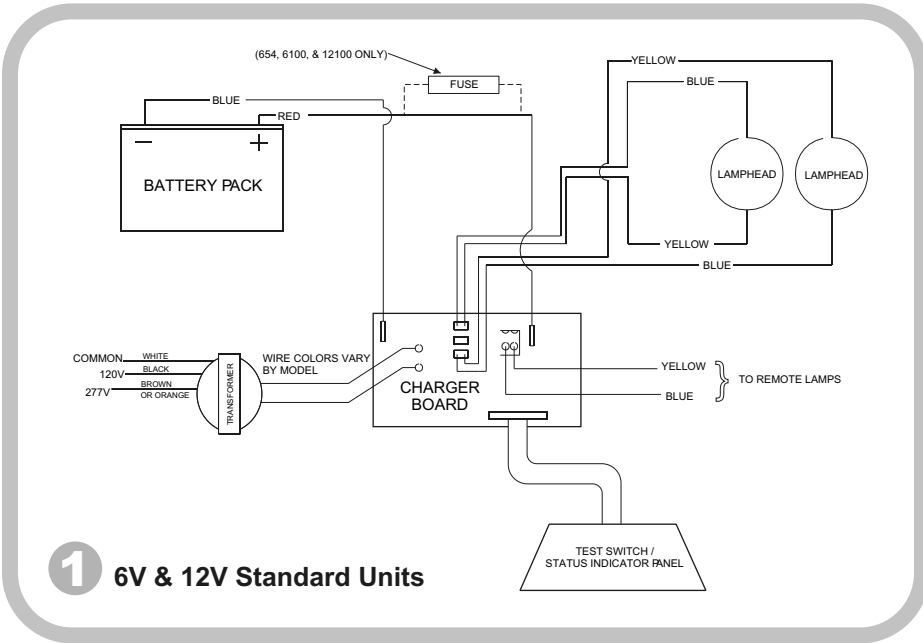 (654, 6100, & 12100 ONLY)
FUSE
YELLOW
BLUE
BLUE
RED
− +
BATTERY PACK
LAMPHEAD
LAMPHEAD
YELLOW
BLUE
COMMON
WHITE
120V
BLACK
277V
BROWN
OR ORANGE
TRANSFORMER
WIRE COLORS VARY
BY MODEL
CHARGER
BOARD
YELLOW
BLUE
TO REMOTE LAMPS
TEST SWITCH /
STATUS INDICATOR PANEL
1 6V & 12V Standard Units